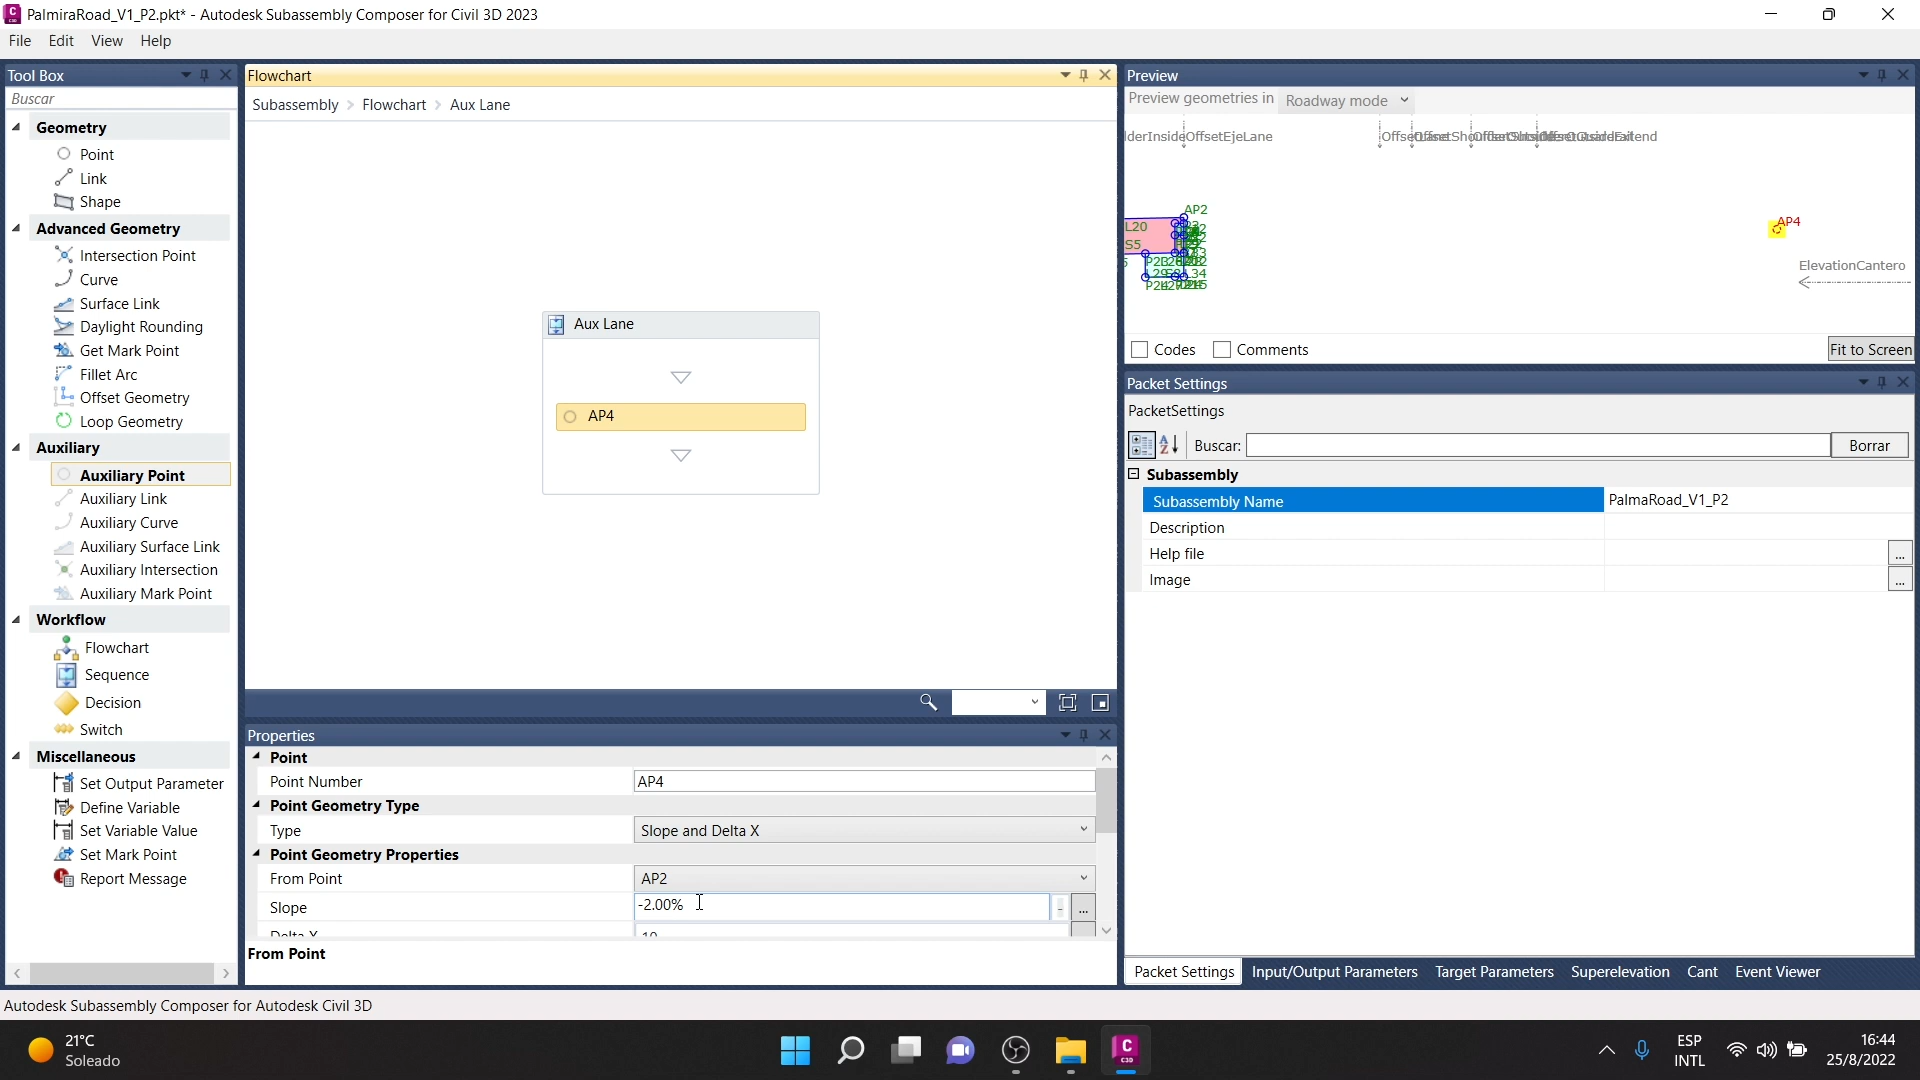 PalmiraRoad_V1_P2.pkt* - Autodesk Subassembly Composer for Civil 3D 2023
File Edit View Help
Tool Box
Buscar
Geometry
Point
Link
Shape
Advanced Geometry
Intersection Point
Curve
Surface Link
Daylight Rounding
Get Mark Point
Fillet Arc
Offset Geometry
Loop Geometry
Auxiliary
Auxiliary Point
Auxiliary Link
Auxiliary Curve
Auxiliary Surface Link
Auxiliary Intersection
Auxiliary Mark Point
Workflow
Flowchart
Sequence
Decision
Switch
Miscellaneous
Set Output Parameter
Define Variable
Set Variable Value
Set Mark Point
Report Message
Flowchart
Subassembly > Flowchart > Aux Lane
Aux Lane
AP4
Properties
Point
Point Number AP4
Point Geometry Type
Type Slope and Delta X
Point Geometry Properties
From Point AP2
Slope -2.00% - ...
Delta X 10
From Point
Preview
Preview geometries in Roadway mode
lderInside OffsetEjeLane
AP2
L20
S5
L34
AP4
ElevationCantero
Codes Comments Fit to Screen
Packet Settings
PacketSettings
Buscar: Borrar
Subassembly
Subassembly Name PalmaRoad_V1_P2
Description
Help file ...
Image ...
Packet Settings Input/Output Parameters Target Parameters Superelevation Cant Event Viewer
Autodesk Subassembly Composer for Autodesk Civil 3D
21°C
Soleado
C
C3D
ESP
INTL
16:44
25/8/2022